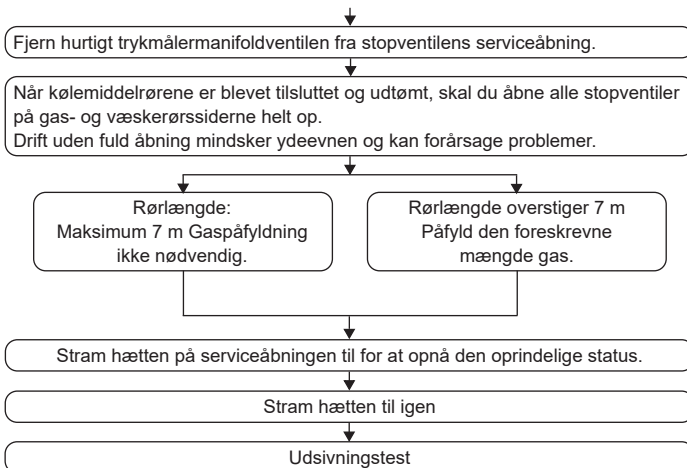 Fjern hurtigt trykmålermanifoldventilen fra stopventilens serviceåbning.
Når kølemiddelrørene er blevet tilsluttet og udtømt, skal du åbne alle stopventiler
på gas- og væskerørssiderne helt op.
Drift uden fuld åbning mindsker ydeevnen og kan forårsage problemer.
Rørlængde:
Maksimum 7 m Gaspåfyldning
ikke nødvendig.
Rørlængde overstiger 7 m
Påfyld den foreskrevne
mængde gas.
Stram hætten på serviceåbningen til for at opnå den oprindelige status.
Stram hætten til igen
Udsivningstest